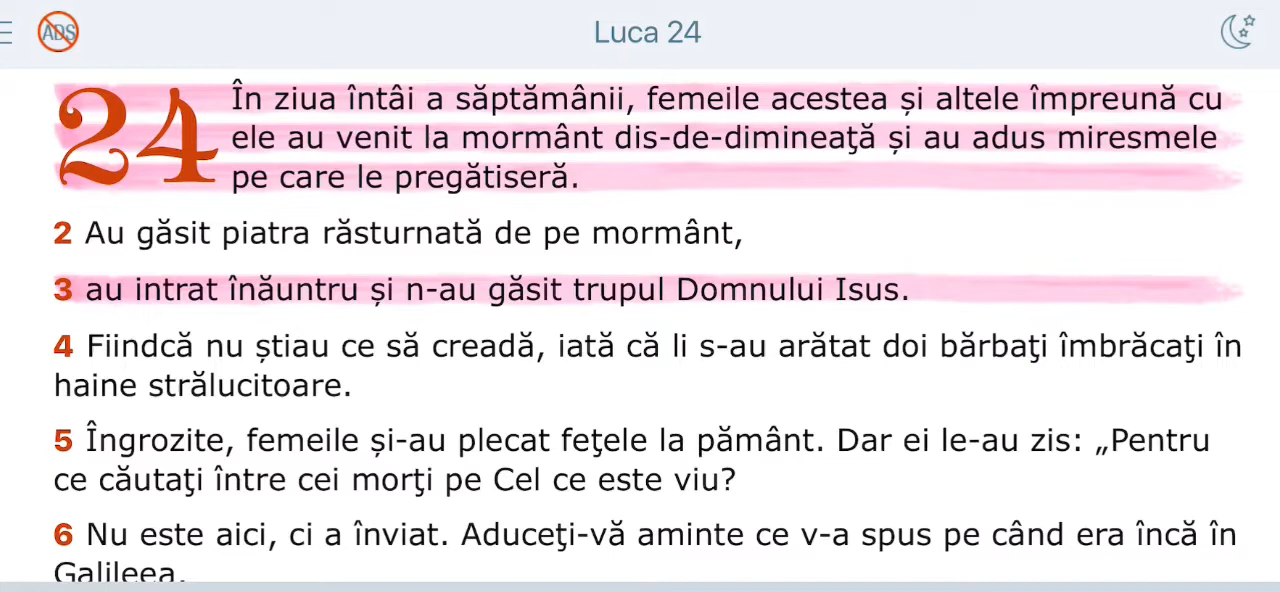 ADS
Luca 24
24 În ziua întâi a săptămânii, femeile acestea și altele împreună cu
ele au venit la mormânt dis-de-dimineaţă și au adus miresmele
pe care le pregătiseră.
2 Au găsit piatra răsturnată de pe mormânt,
3 au intrat înăuntru și n-au găsit trupul Domnului Isus.
4 Fiindcă nu știau ce să creadă, iată că li s-au arătat doi bărbaţi îmbrăcaţi în
haine strălucitoare.
5 Îngrozite, femeile și-au plecat feţele la pământ. Dar ei le-au zis: „Pentru
ce căutaţi între cei morţi pe Cel ce este viu?
6 Nu este aici, ci a înviat. Aduceţi-vă aminte ce v-a spus pe când era încă în
Galileea.